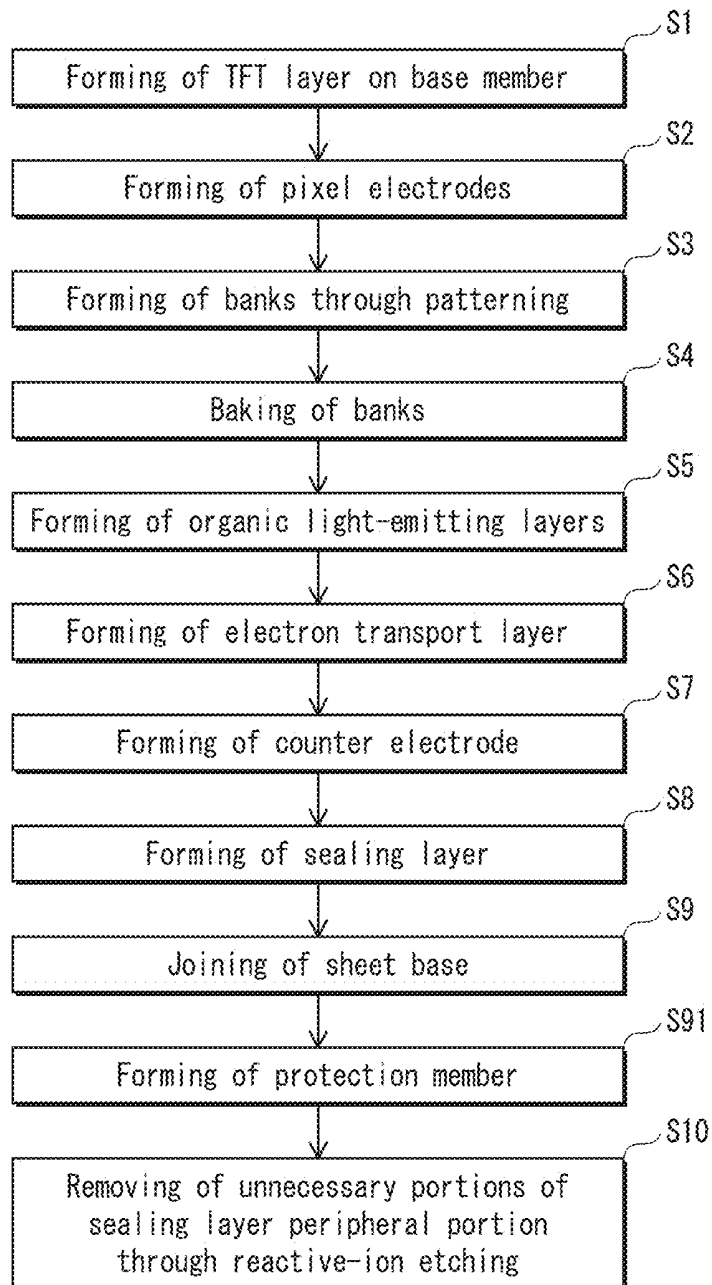 S1
Forming of TFT layer on base member
S2
Forming of pixel electrodes
S3
Forming of banks through patterning
S4
Baking of banks
S5
Forming of organic light-emitting layers
S6
Forming of electron transport layer
S7
Forming of counter electrode
S8
Forming of sealing layer
S9
Joining of sheet base
S91
Forming of protection member
S10
Removing of unnecessary portions of
sealing layer peripheral portion
through reactive-ion etching